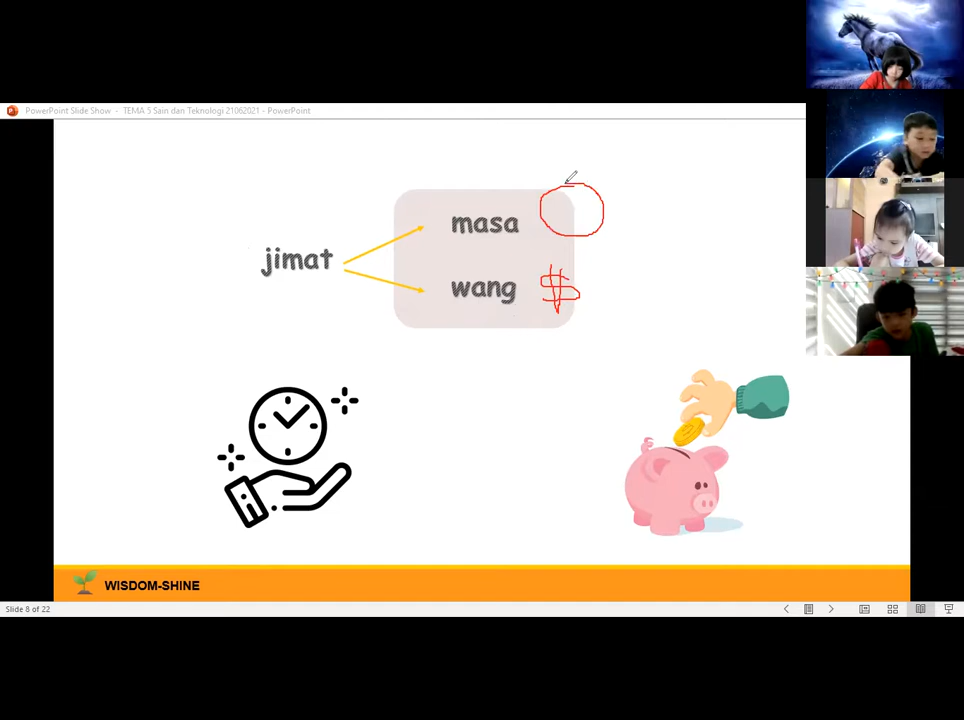 PowerPoint Slide Show - TEMA 5 Sain dan Teknologi 21062021 - PowerPoint
masa
jimat
wang $
WISDOM-SHINE
Slide 8 of 22